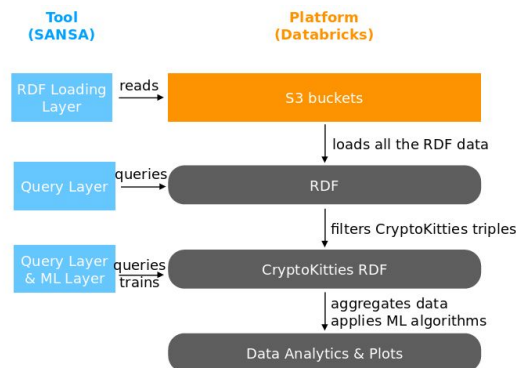 Tool
(SANSA)
Platform
(Databricks)
RDF Loading
Layer
reads
S3 buckets
loads all the RDF data
Query Layer
queries
RDF
filters CryptoKitties triples
Query Layer
& ML Layer
queries
trains
CryptoKitties RDF
aggregates data
applies ML algorithms
Data Analytics & Plots